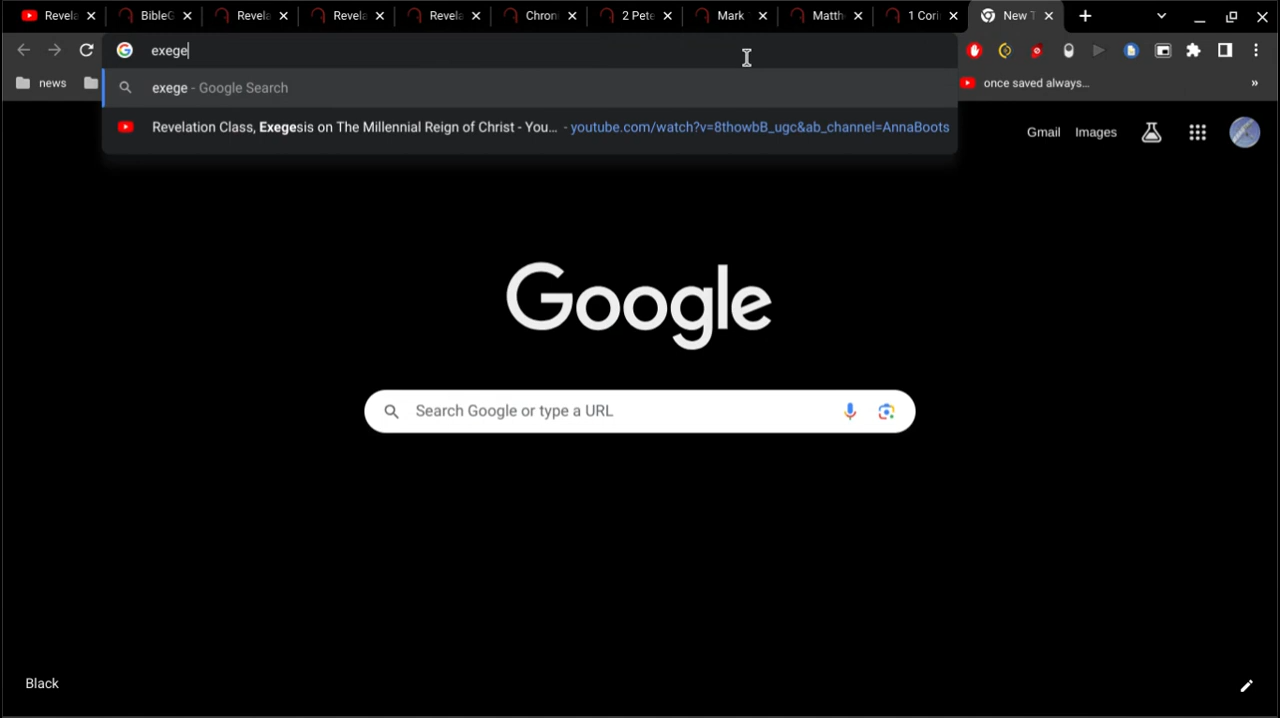 Revela BibleG Revela Revela Revela Chron 2 Pete Mark Matth 1 Cori New T
exege
exege - Google Search
Revelation Class, Exegesis on The Millennial Reign of Christ - You... - youtube.com/watch?v=8thowbB_ugc&ab_channel=AnnaBoots
news once saved always... »
Gmail Images
Google
Search Google or type a URL
Black